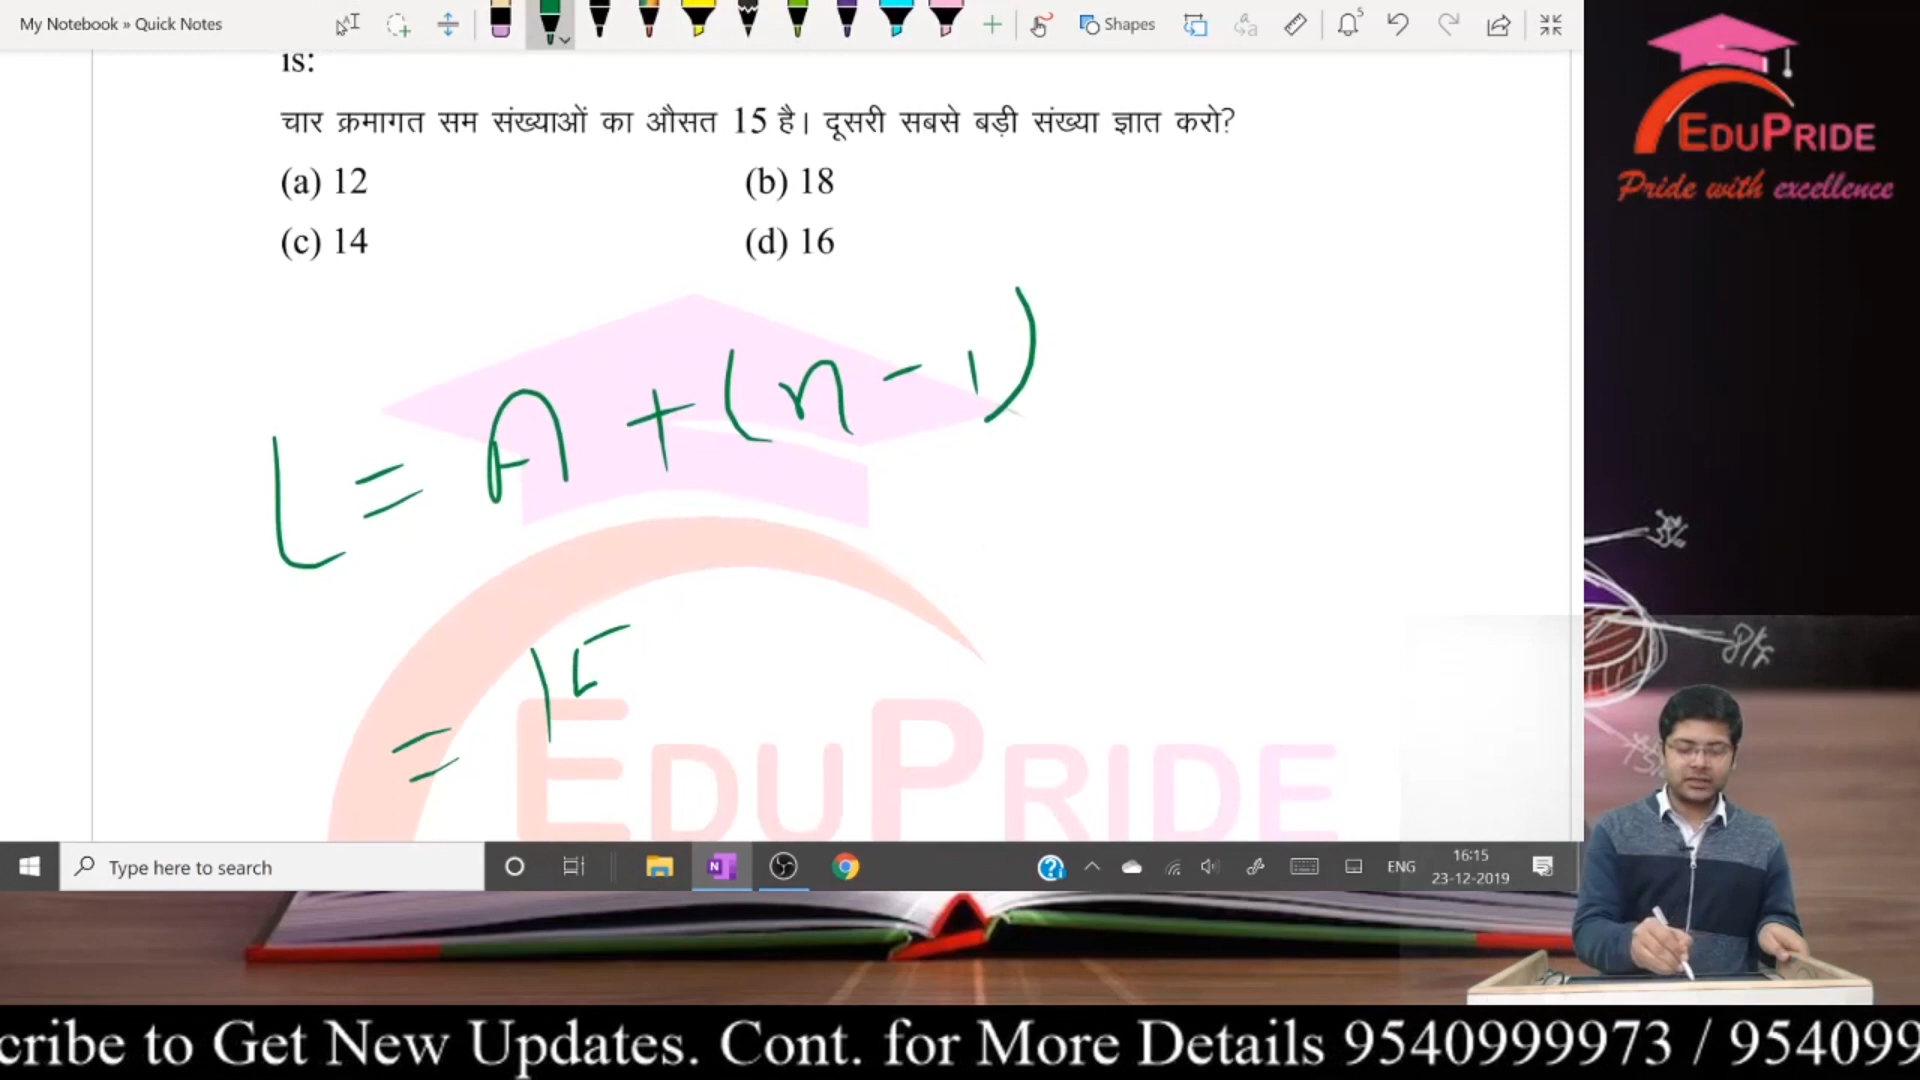 My Notebook » Quick Notes
Shapes
is:
चार क्रमागत सम संख्याओं का औसत 15 है। दूसरी सबसे बड़ी संख्या ज्ञात करो?
(a) 12
(b) 18
(c) 14
(d) 16
L = A + (n - 1)
= 15
EDUPRIDE
EDUPRIDE
Pride with excellence
Type here to search
ENG
16:15
23-12-2019
cribe to Get New Updates. Cont. for More Details 9540999973 / 954099